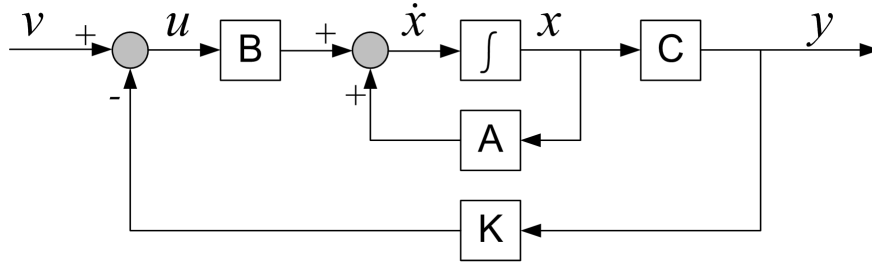 v + u B + ẋ ∫ x C y
- + A
K